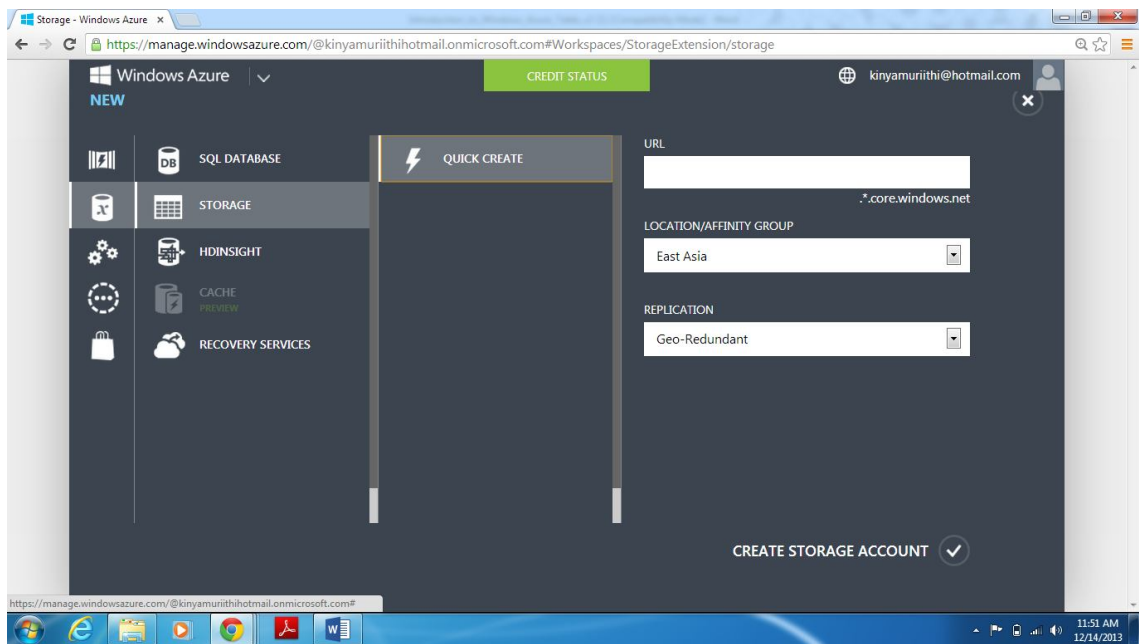 Storage - Windows Azure
https://manage.windowsazure.com/@kinyamuriithihotmail.onmicrosoft.com#Workspaces/StorageExtension/storage
Windows Azure
CREDIT STATUS
kinyamuriithi@hotmail.com
NEW
SQL DATABASE
STORAGE
HDINSIGHT
CACHE
PREVIEW
RECOVERY SERVICES
QUICK CREATE
URL
.*.core.windows.net
LOCATION/AFFINITY GROUP
East Asia
REPLICATION
Geo-Redundant
CREATE STORAGE ACCOUNT
https://manage.windowsazure.com/@kinyamuriithihotmail.onmicrosoft.com#
11:51 AM
12/14/2013